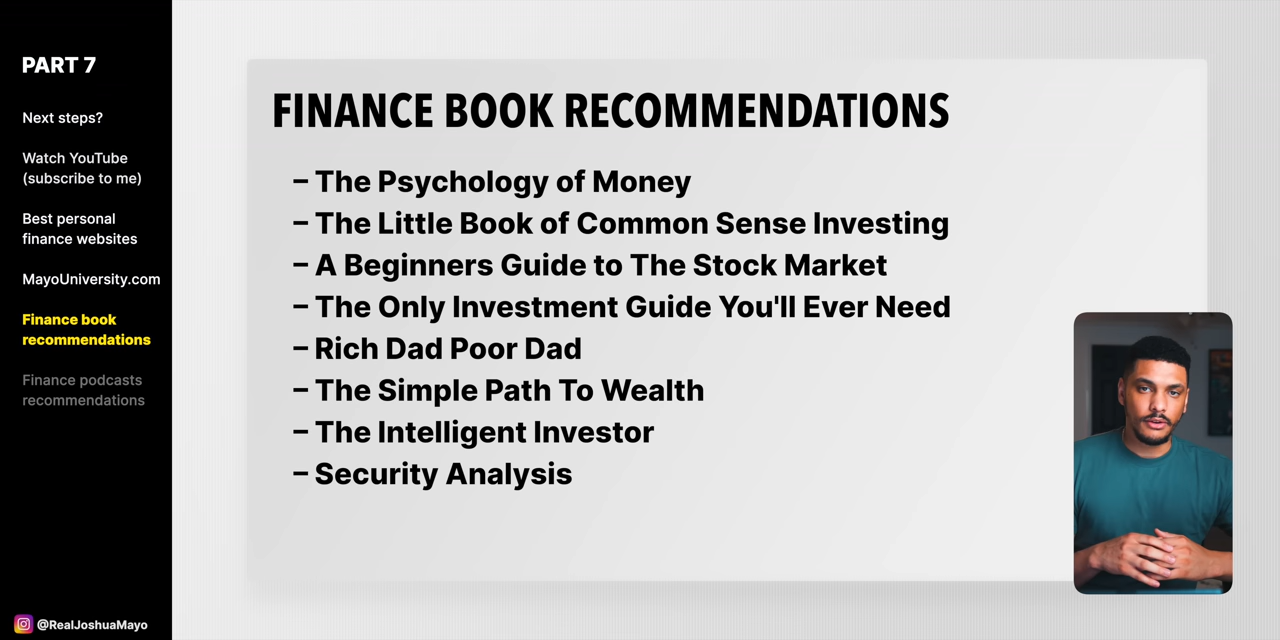 PART 7
Next steps?
Watch YouTube
(subscribe to me)
Best personal
finance websites
MayoUniversity.com
Finance book
recommendations
Finance podcasts
recommendations
@RealJoshuaMayo
FINANCE BOOK RECOMMENDATIONS
– The Psychology of Money
– The Little Book of Common Sense Investing
– A Beginners Guide to The Stock Market
– The Only Investment Guide You'll Ever Need
– Rich Dad Poor Dad
– The Simple Path To Wealth
– The Intelligent Investor
– Security Analysis